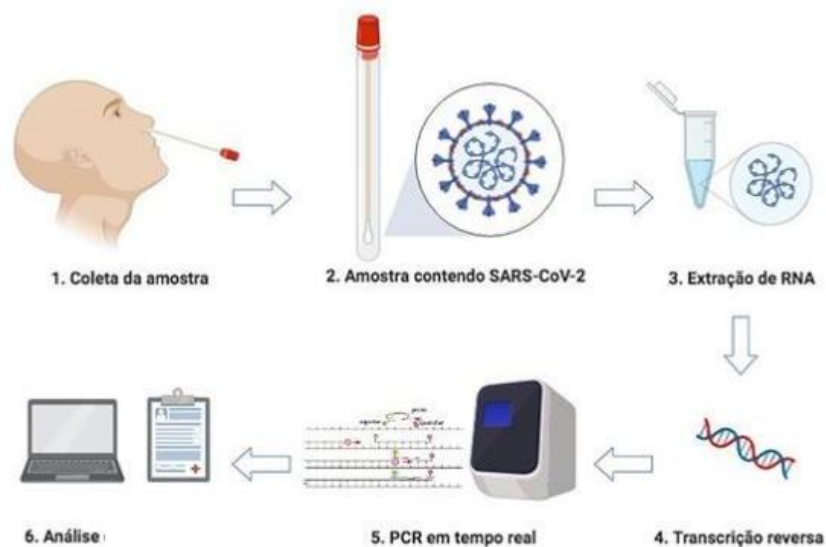 1. Coleta da amostra
2. Amostra contendo SARS-CoV-2
3. Extração de RNA
4. Transcrição reversa
5. PCR em tempo real
6. Análise